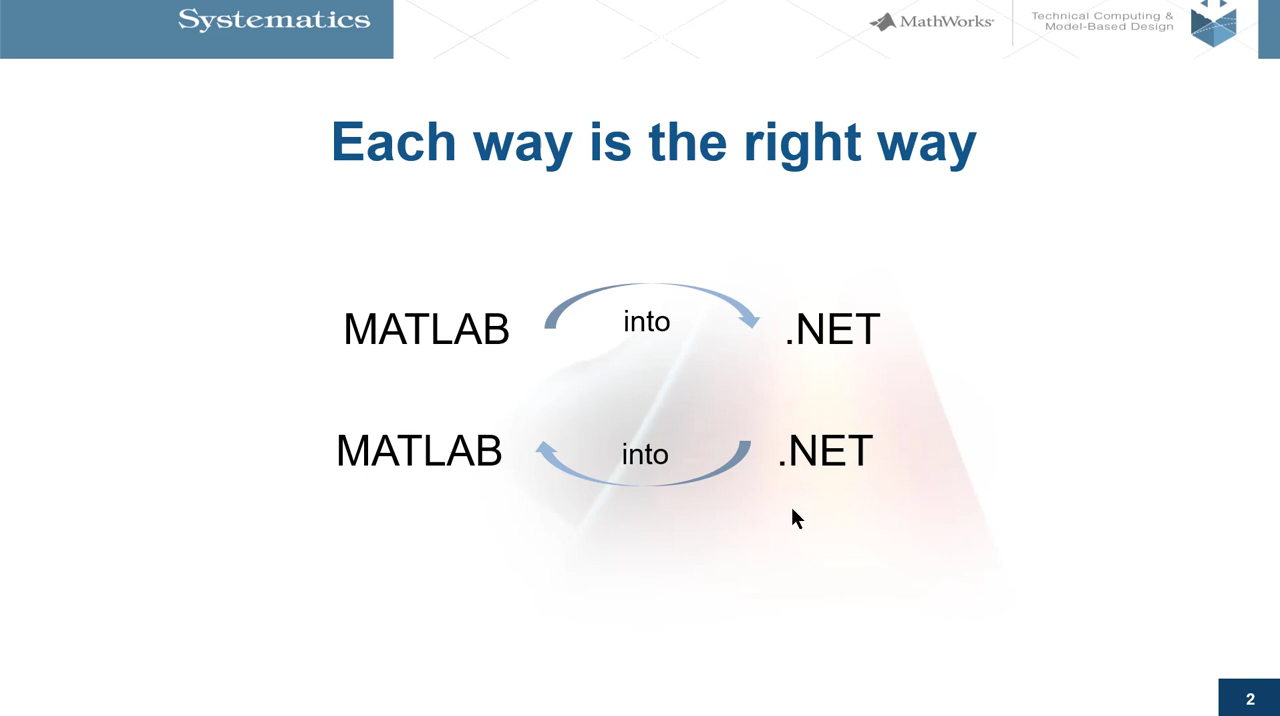 Systematics
MathWorks
Technical Computing &
Model-Based Design
Each way is the right way
MATLAB into .NET
MATLAB into .NET
2